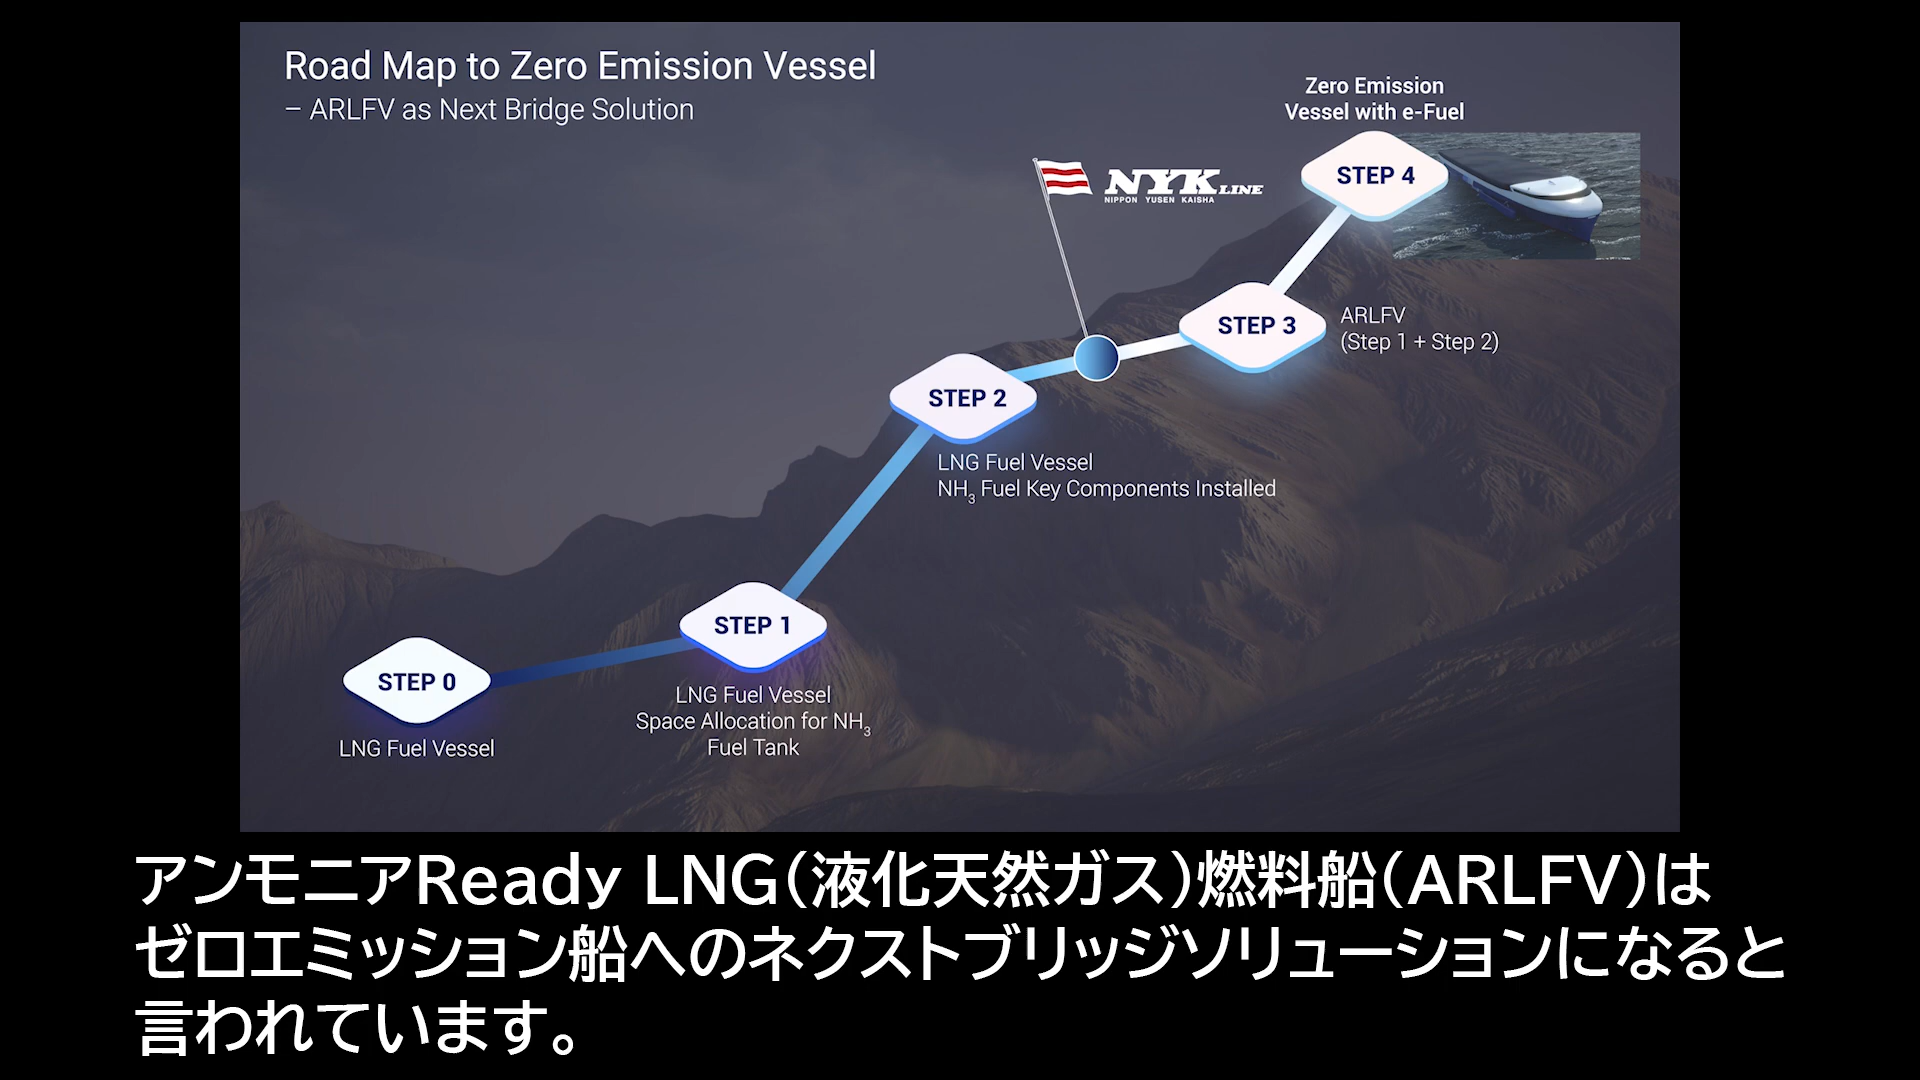 Road Map to Zero Emission Vessel
– ARLFV as Next Bridge Solution
Zero Emission
Vessel with e-Fuel
STEP 4
NYK LINE
NIPPON YUSEN KAISHA
STEP 3
ARLFV
(Step 1 + Step 2)
STEP 2
LNG Fuel Vessel
NH₃ Fuel Key Components Installed
STEP 1
LNG Fuel Vessel
Space Allocation for NH₃
Fuel Tank
STEP 0
LNG Fuel Vessel
アンモニアReady LNG(液化天然ガス)燃料船(ARLFV)は
ゼロエミッション船へのネクストブリッジソリューションになると
言われています。